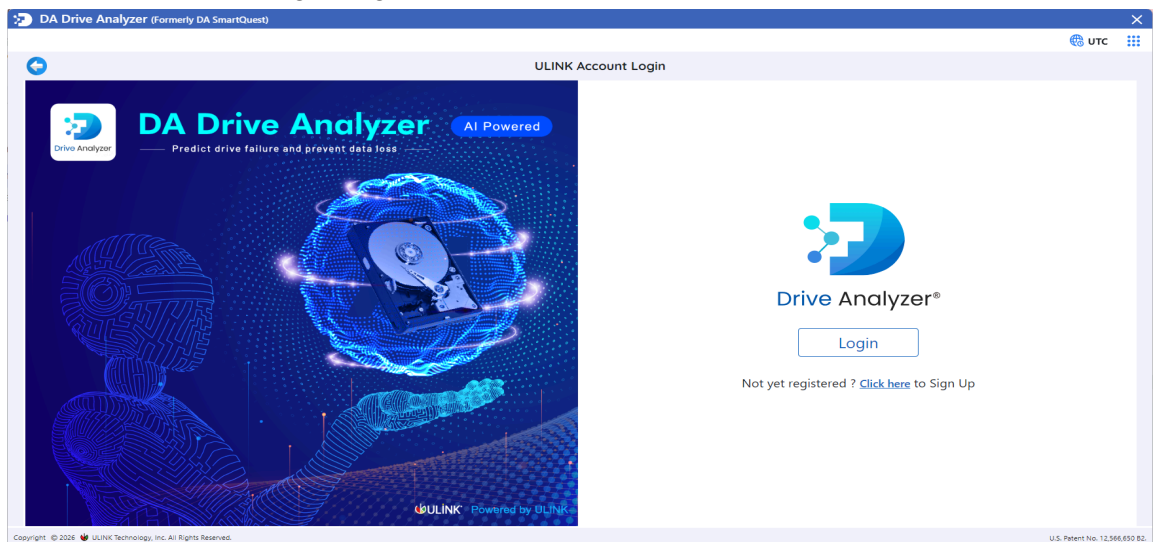 DA Drive Analyzer (Formerly DA SmartQuest)
UTC
ULINK Account Login
Drive Analyzer
DA Drive Analyzer AI Powered
Predict drive failure and prevent data loss
Drive Analyzer®
Login
Not yet registered ? Click here to Sign Up
ULINK® Powered by ULINK
Copyright © 2026 ULINK Technology, Inc. All Rights Reserved.
U.S. Patent No. 12,566,650 B2.